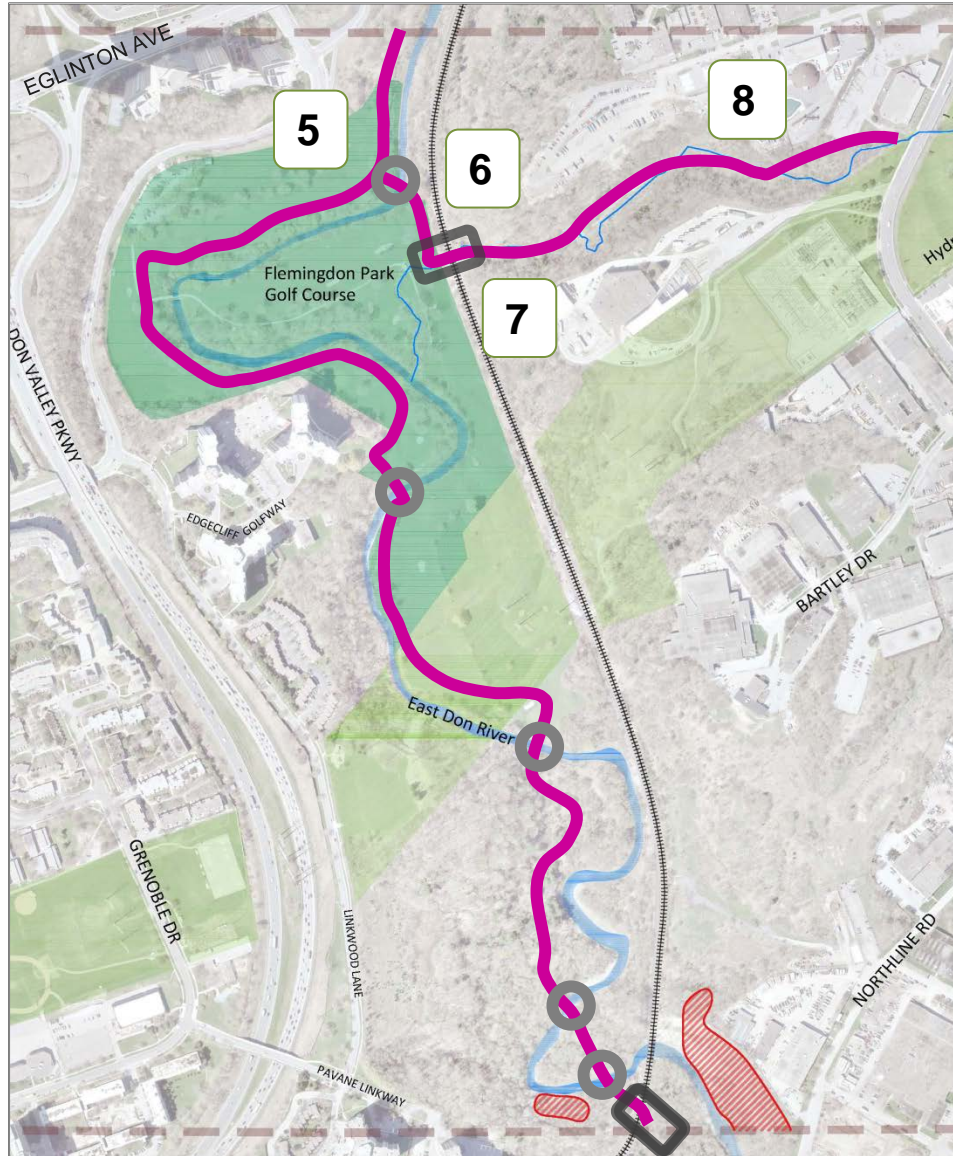 EGLINTON AVE
8
5
6
Flemingdon Park
Golf Course
Hydr
7
DON VALLEY PKWY
EDGECLIFF GOLFWAY
BARTLEY DR
East Don River
GRENOBLE DR
LINKWOOD LANE
NORTHLINE RD
PAVANE LINKWAY